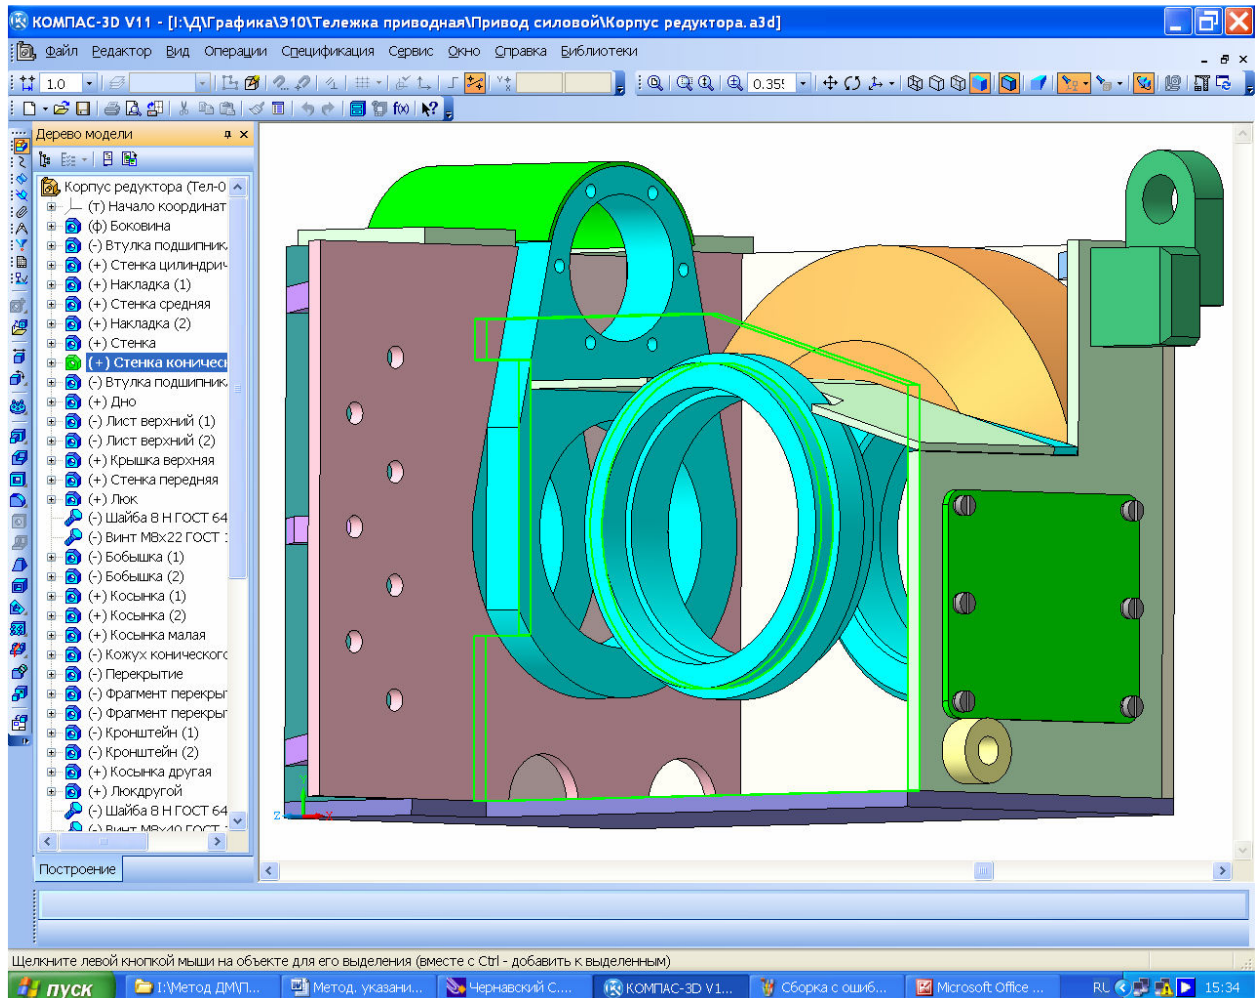 КОМПАС-3D V11 - [I:\Д\Графика\Э10\Тележка приводная\Привод силовой\Корпус редуктора.a3d]
Файл Редактор Вид Операции Спецификация Сервис Окно Справка Библиотеки
1.0
0.35
f(x)
Дерево модели
Корпус редуктора (Тел-0
(т) Начало координат
(ф) Боковина
(-) Втулка подшипник
(+) Стенка цилиндрич
(+) Накладка (1)
(+) Стенка средняя
(+) Накладка (2)
(+) Стенка
(+) Стенка коническ
(-) Втулка подшипник
(+) Дно
(-) Лист верхний (1)
(-) Лист верхний (2)
(+) Крышка верхняя
(+) Стенка передняя
(+) Люк
(-) Шайба 8 Н ГОСТ 64
(-) Винт М8х22 ГОСТ
(-) Бобышка (1)
(-) Бобышка (2)
(+) Косынка (1)
(+) Косынка (2)
(+) Косынка малая
(-) Кожух конического
(-) Перекрытие
(-) Фрагмент перекры
(-) Фрагмент перекры
(-) Кронштейн (1)
(-) Кронштейн (2)
(+) Косынка другая
(+) Люкдругой
(-) Шайба 8 Н ГОСТ 64
(-) Винт М8х40 ГОСТ
Z Y X
Построение
Щелкните левой кнопкой мыши на объекте для его выделения (вместе с Ctrl - добавить к выделенным)
пуск I:\Метод ДМ\П... Метод. указани... Чернавский С.... КОМПАС-3D V1... Сборка с ошиб... Microsoft Office ... RU 15:34